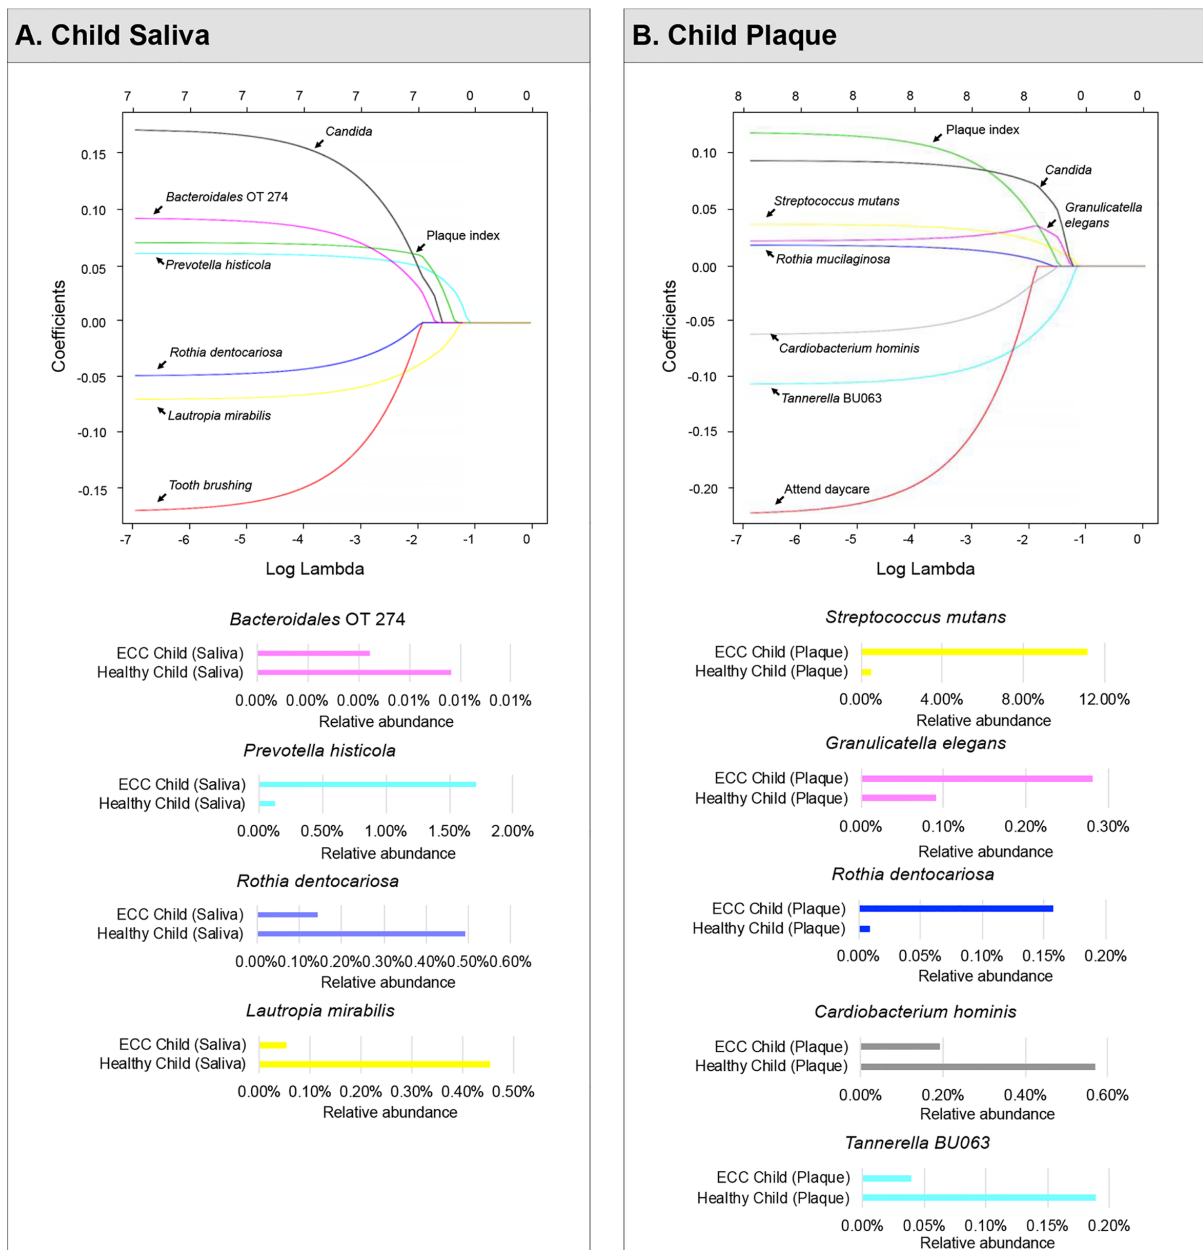 A. Child Saliva
7 7 7 7 7 7 0 0
Candida
0.15
Bacteroidales OT 274
0.10
Plaque index
0.05
Prevotella histicola
0.00
Coefficients
Rothia dentocariosa
-0.05
Lautropia mirabilis
-0.10
Tooth brushing
-0.15
-7 -6 -5 -4 -3 -2 -1 0
Log Lambda
Bacteroidales OT 274
ECC Child (Saliva)
Healthy Child (Saliva)
0.00% 0.00% 0.00% 0.01% 0.01% 0.01%
Relative abundance
Prevotella histicola
ECC Child (Saliva)
Healthy Child (Saliva)
0.00% 0.50% 1.00% 1.50% 2.00%
Relative abundance
Rothia dentocariosa
ECC Child (Saliva)
Healthy Child (Saliva)
0.00%0.10%0.20%0.30%0.40%0.50%0.60%
Relative abundance
Lautropia mirabilis
ECC Child (Saliva)
Healthy Child (Saliva)
0.00% 0.10% 0.20% 0.30% 0.40% 0.50%
Relative abundance
B. Child Plaque
8 8 8 8 8 8 0 0
Plaque index
0.10
Candida
Streptococcus mutans
Granulicatella
elegans
0.05
Rothia mucilaginosa
0.00
Coefficients
-0.05
Cardiobacterium hominis
-0.10
Tannerella BU063
-0.15
Attend daycare
-0.20
-7 -6 -5 -4 -3 -2 -1 0
Log Lambda
Streptococcus mutans
ECC Child (Plaque)
Healthy Child (Plaque)
0.00% 4.00% 8.00% 12.00%
Relative abundance
Granulicatella elegans
ECC Child (Plaque)
Healthy Child (Plaque)
0.00% 0.10% 0.20% 0.30%
Relative abundance
Rothia dentocariosa
ECC Child (Plaque)
Healthy Child (Plaque)
0.00% 0.05% 0.10% 0.15% 0.20%
Relative abundance
Cardiobacterium hominis
ECC Child (Plaque)
Healthy Child (Plaque)
0.00% 0.20% 0.40% 0.60%
Relative abundance
Tannerella BU063
ECC Child (Plaque)
Healthy Child (Plaque)
0.00% 0.05% 0.10% 0.15% 0.20%
Relative abundance